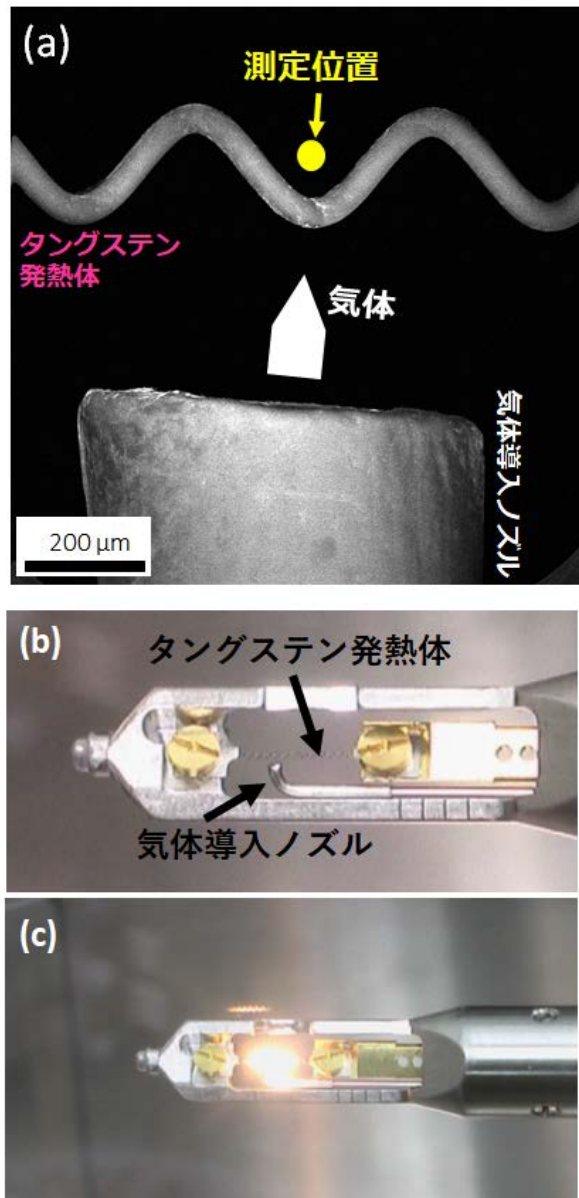 (a)
測定位置
タングステン
発熱体
気体
気体導入ノズル
200 μm
(b)
タングステン発熱体
気体導入ノズル
(c)